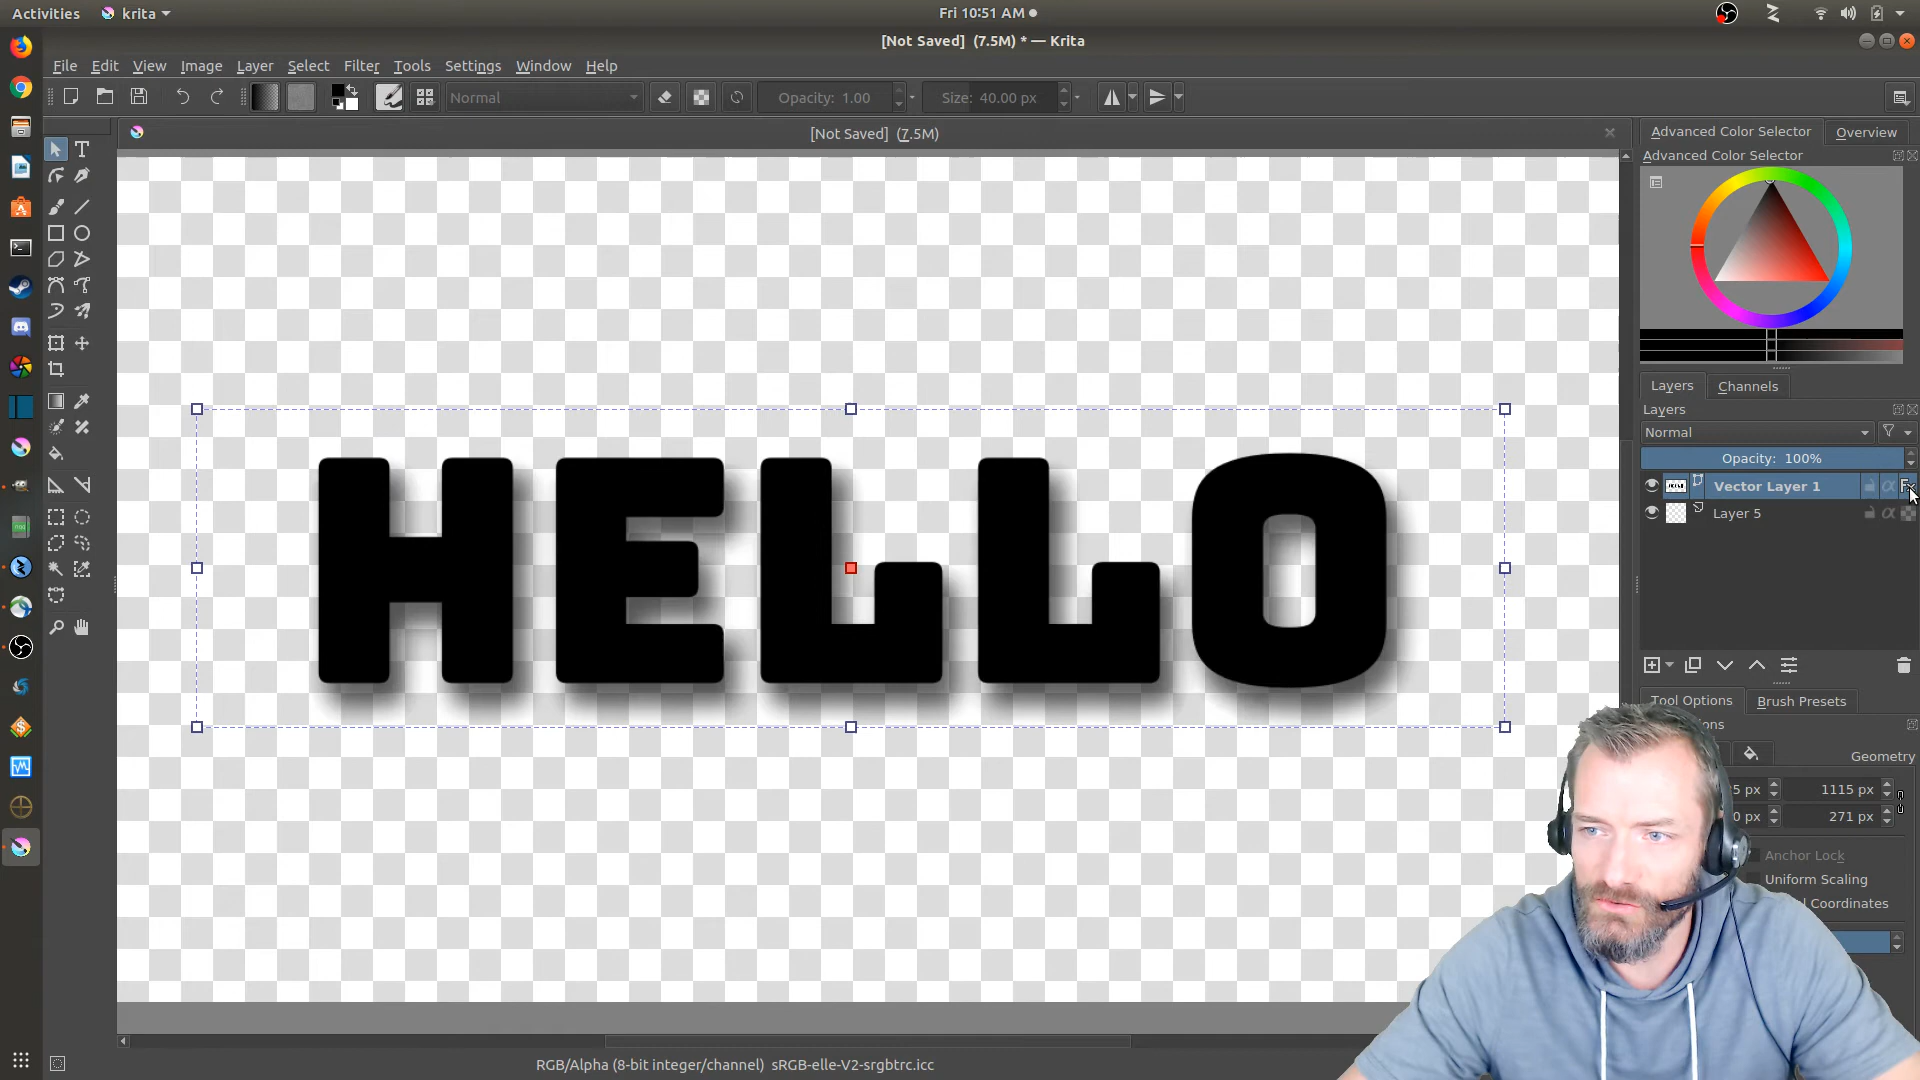 Activities krita Fri 10:51 AM
[Not Saved] (7.5M) * — Krita
File Edit View Image Layer Select Filter Tools Settings Window Help
Normal Opacity: 1.00 Size: 40.00 px
[Not Saved] (7.5M)
Advanced Color Selector Overview
Advanced Color Selector
Layers Channels
Layers
Normal
Opacity: 100%
Vector Layer 1
Layer 5
HELLO
Tool Options Brush Presets
Geometry
5 px 1115 px
0 px 271 px
Anchor Lock
Uniform Scaling
Coordinates
RGB/Alpha (8-bit integer/channel) sRGB-elle-V2-srgbtrc.icc